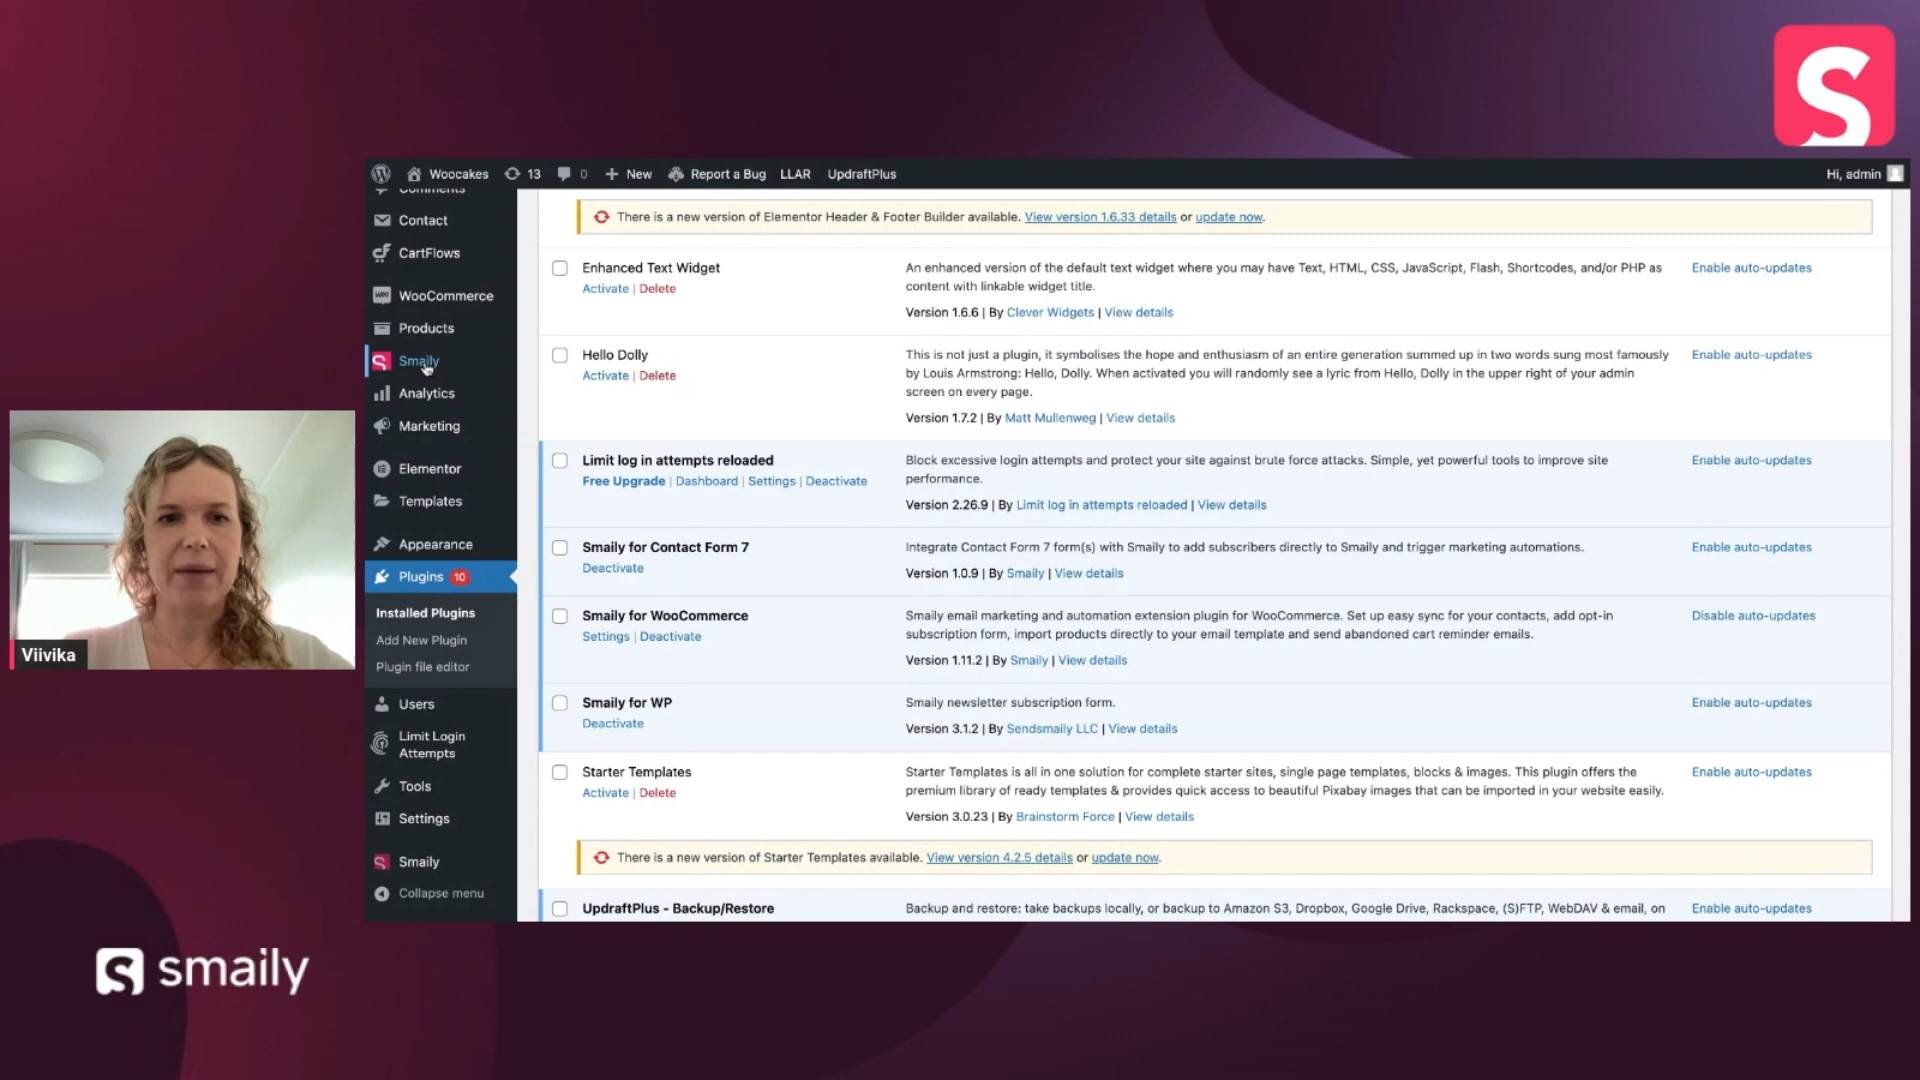 S
Woocakes 13 0 New Report a Bug LLAR UpdraftPlus
Hi, admin
Comments
Contact
CartFlows
WooCommerce
Products
Smaily
Analytics
Marketing
Elementor
Templates
Appearance
Plugins 10
Installed Plugins
Add New Plugin
Plugin file editor
Users
Limit Login
Attempts
Tools
Settings
Smaily
Collapse menu
There is a new version of Elementor Header & Footer Builder available. View version 1.6.33 details or update now.
Enhanced Text Widget
Activate | Delete
An enhanced version of the default text widget where you may have Text, HTML, CSS, JavaScript, Flash, Shortcodes, and/or PHP as
content with linkable widget title.
Version 1.6.6 | By Clever Widgets | View details
Enable auto-updates
Hello Dolly
Activate | Delete
This is not just a plugin, it symbolises the hope and enthusiasm of an entire generation summed up in two words sung most famously
by Louis Armstrong: Hello, Dolly. When activated you will randomly see a lyric from Hello, Dolly in the upper right of your admin
screen on every page.
Version 1.7.2 | By Matt Mullenweg | View details
Enable auto-updates
Limit log in attempts reloaded
Free Upgrade | Dashboard | Settings | Deactivate
Block excessive login attempts and protect your site against brute force attacks. Simple, yet powerful tools to improve site
performance.
Version 2.26.9 | By Limit log in attempts reloaded | View details
Enable auto-updates
Smaily for Contact Form 7
Deactivate
Integrate Contact Form 7 form(s) with Smaily to add subscribers directly to Smaily and trigger marketing automations.
Version 1.0.9 | By Smaily | View details
Enable auto-updates
Smaily for WooCommerce
Settings | Deactivate
Smaily email marketing and automation extension plugin for WooCommerce. Set up easy sync for your contacts, add opt-in
subscription form, import products directly to your email template and send abandoned cart reminder emails.
Version 1.11.2 | By Smaily | View details
Disable auto-updates
Smaily for WP
Deactivate
Smaily newsletter subscription form.
Version 3.1.2 | By Sendsmaily LLC | View details
Enable auto-updates
Starter Templates
Activate | Delete
Starter Templates is all in one solution for complete starter sites, single page templates, blocks & images. This plugin offers the
premium library of ready templates & provides quick access to beautiful Pixabay images that can be imported in your website easily.
Version 3.0.23 | By Brainstorm Force | View details
Enable auto-updates
There is a new version of Starter Templates available. View version 4.2.5 details or update now.
UpdraftPlus - Backup/Restore
Backup and restore: take backups locally, or backup to Amazon S3, Dropbox, Google Drive, Rackspace, (S)FTP, WebDAV & email, on
Enable auto-updates
Viivika
smaily